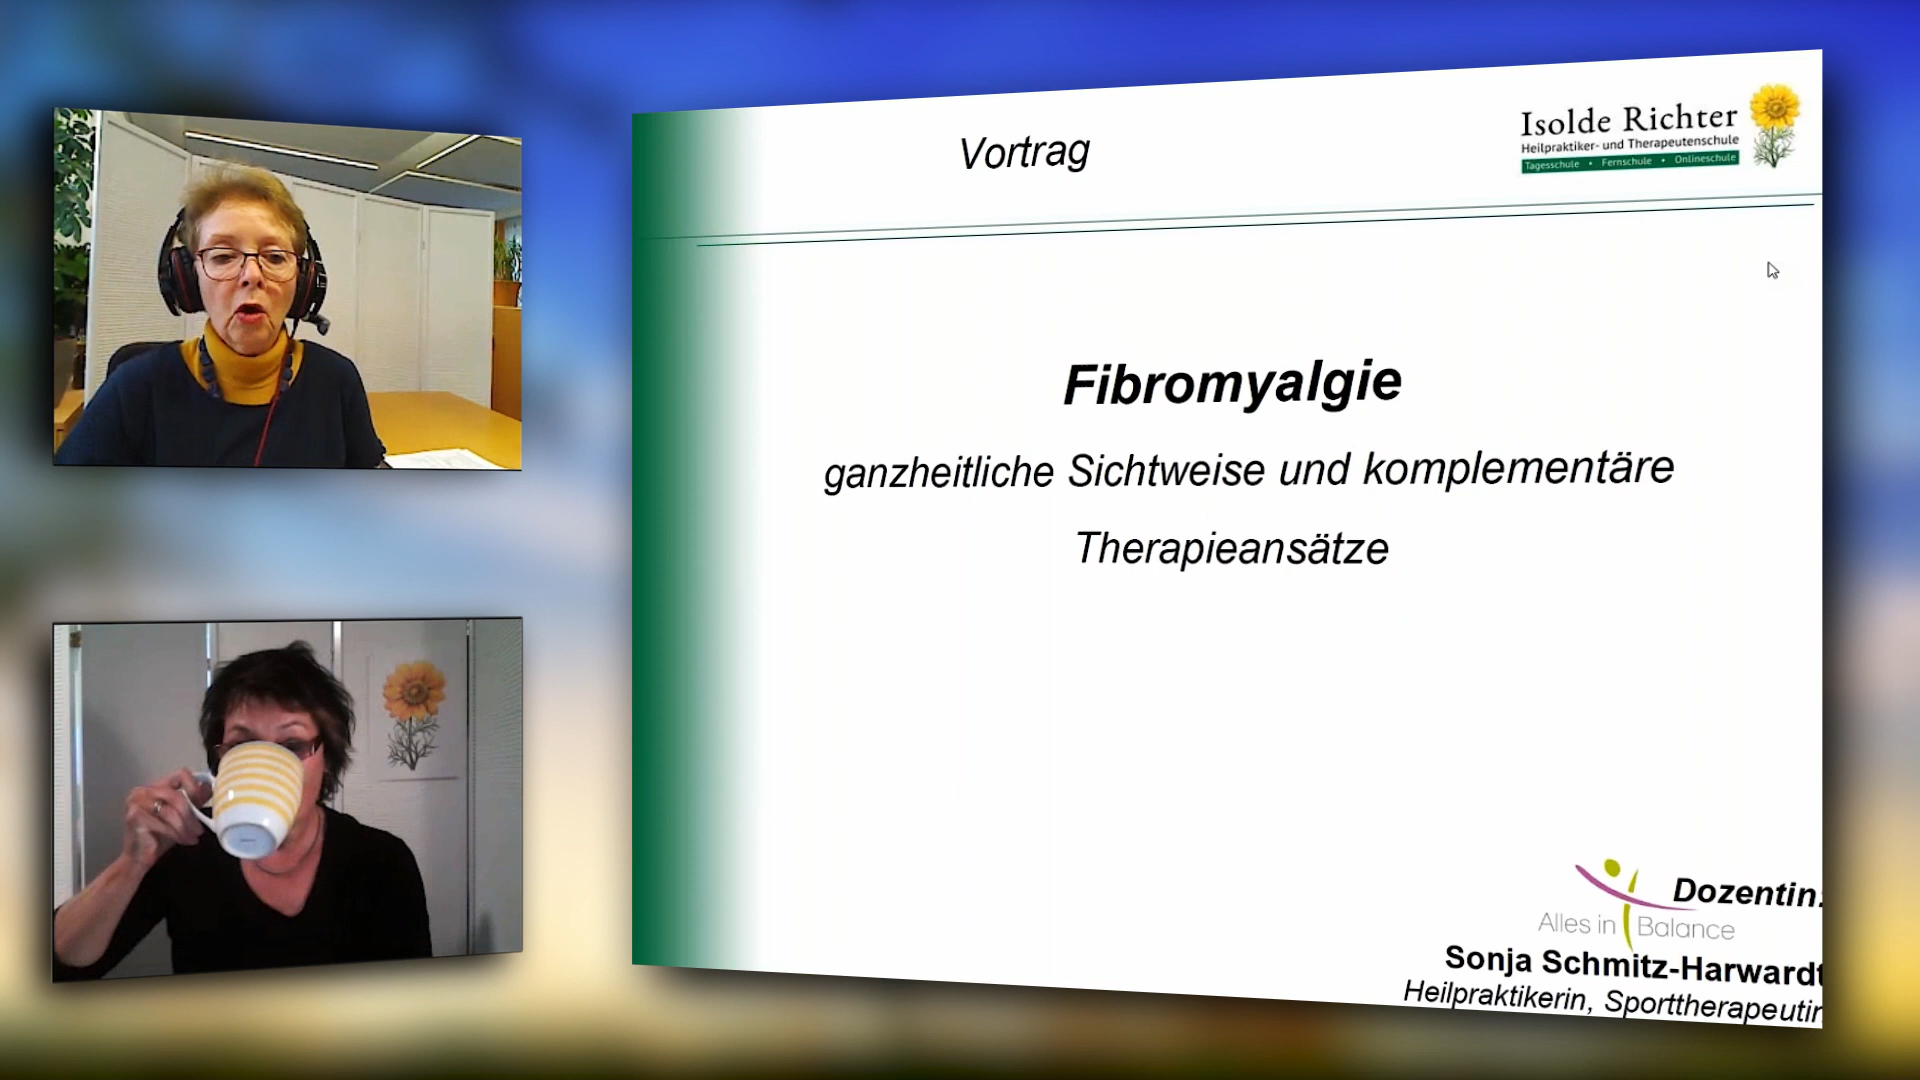 Vortrag
Isolde Richter
Heilpraktiker- und Therapeutenschule
Tagesschule • Fernschule • Onlineschule
Fibromyalgie
ganzheitliche Sichtweise und komplementäre
Therapieansätze
Dozentin:
Alles in Balance
Sonja Schmitz-Harwardt
Heilpraktikerin, Sporttherapeutin